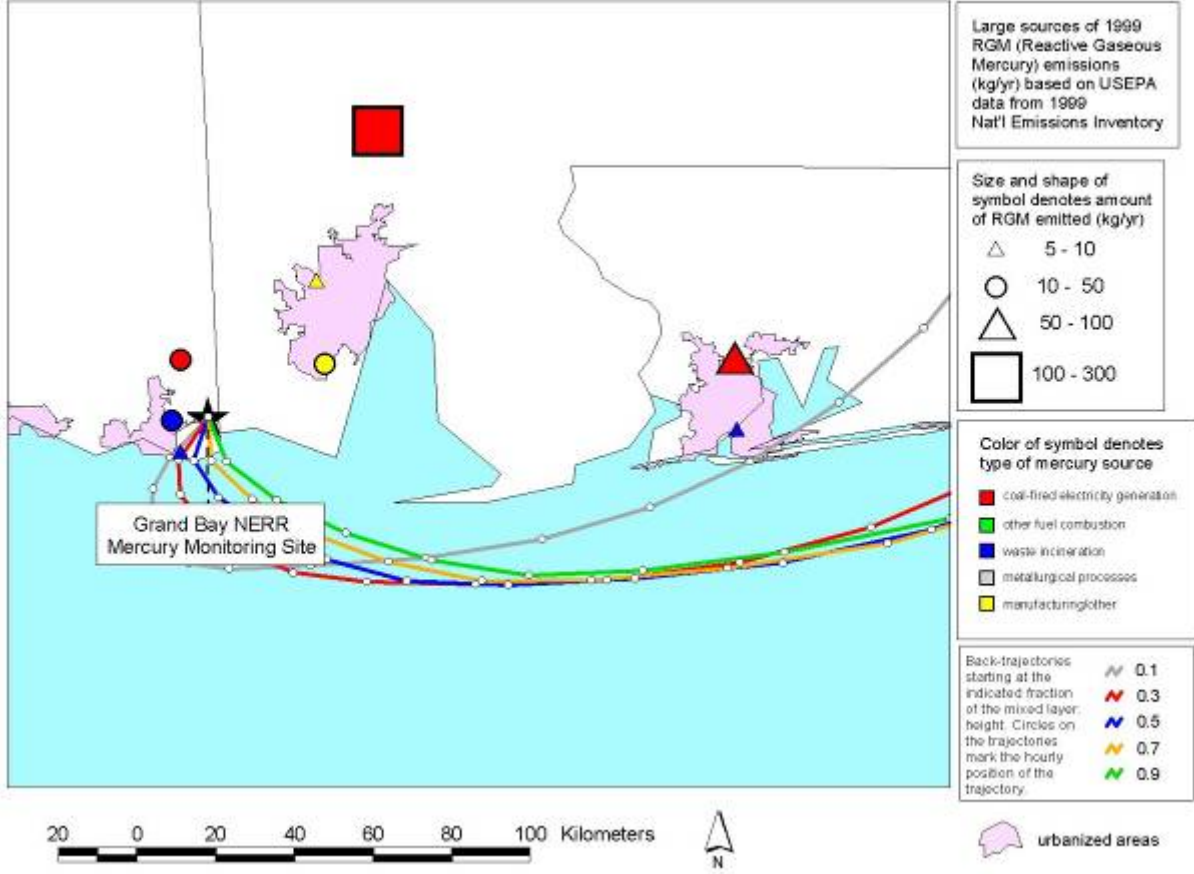 Large sources of 1999
RGM (Reactive Gaseous
Mercury) emissions
(kg/yr) based on USEPA
data from 1999
Nat'l Emissions Inventory
Size and shape of
symbol denotes amount
of RGM emitted (kg/yr)
5 - 10
10 - 50
50 - 100
100 - 300
Color of symbol denotes
type of mercury source
coal-fired electricity generation
other fuel combustion
waste incineration
metallurgical processes
manufacturing/other
Grand Bay NERR
Mercury Monitoring Site
Back-trajectories
starting at the
indicated fraction
of the mixed layer
height. Circles on
the trajectories
mark the hourly
position of the
trajectory.
0.1
0.3
0.5
0.7
0.9
20 0 20 40 60 80 100 Kilometers
N
urbanized areas